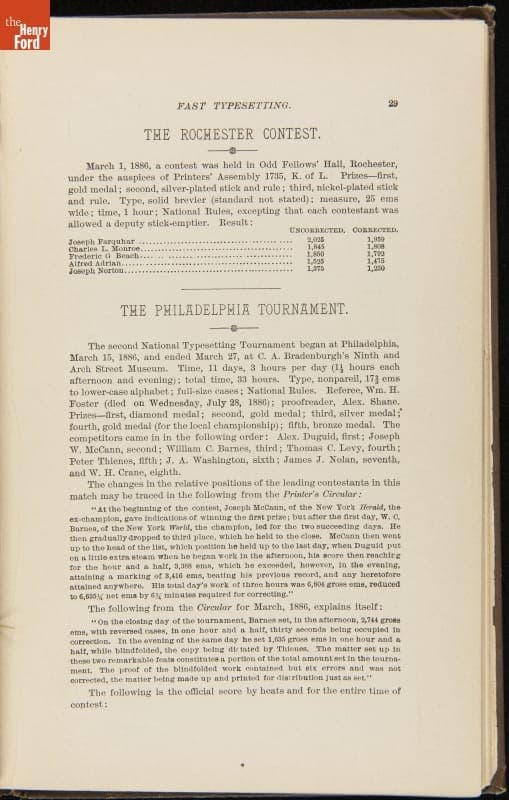 the
Henry
Ford
FAST TYPESETTING. 29
THE ROCHESTER CONTEST.
March 1, 1886, a contest was held in Odd Fellows' Hall, Rochester,
under the auspices of Printers' Assembly 1735, K. of L. Prizes—first,
gold medal; second, silver-plated stick and rule; third, nickel-plated stick
and rule. Type, solid brevier (standard not stated); measure, 25 ems
wide; time, 1 hour; National Rules, excepting that each contestant was
allowed a deputy stick-emptier. Result:
UNCORRECTED. CORRECTED.
Joseph Farquhar 2,025 1,959
Charles L. Monroe 1,845 1,808
Frederic G Beach 1,850 1,792
Alfred Adrian 1,525 1,475
Joseph Norton 1,375 1,250
THE PHILADELPHIA TOURNAMENT.
The second National Typesetting Tournament began at Philadelphia,
March 15, 1886, and ended March 27, at C. A. Bradenburgh's Ninth and
Arch Street Museum. Time, 11 days, 3 hours per day (1½ hours each
afternoon and evening); total time, 33 hours. Type, nonpareil, 17¾ ems
to lower-case alphabet; full-size cases; National Rules. Referee, Wm. H.
Foster (died on Wednesday, July 28, 1886); proofreader, Alex. Shane.
Prizes—first, diamond medal; second, gold medal; third, silver medal;
fourth, gold medal (for the local championship); fifth, bronze medal. The
competitors came in in the following order: Alex. Duguid, first; Joseph
W. McCann, second; William C. Barnes, third; Thomas C. Levy, fourth;
Peter Thienes, fifth; J. A. Washington, sixth; James J. Nolan, seventh,
and W. H. Crane, eighth.
The changes in the relative positions of the leading contestants in this
match may be traced in the following from the Printer's Circular:
"At the beginning of the contest, Joseph McCann, of the New York Herald, the
ex-champion, gave indications of winning the first prize; but after the first day, W. C.
Barnes, of the New York World, the champion, led for the two succeeding days. He
then gradually dropped to third place, which he held to the close. McCann then went
up to the head of the list, which position he held up to the last day, when Duguid put
on a little extra steam when he began work in the afternoon, his score then reaching
for the hour and a half, 3,388 ems, which he exceeded, however, in the evening,
attaining a marking of 3,416 ems, beating his previous record, and any heretofore
attained anywhere. His total day's work of three hours was 6,804 gross ems, reduced
to 6,635¼ net ems by 6¾ minutes required for correcting."
The following from the Circular for March, 1886, explains itself:
"On the closing day of the tournament, Barnes set, in the afternoon, 2,744 gross
ems, with reversed cases, in one hour and a half, thirty seconds being occupied in
correction. In the evening of the same day he set 1,635 gross ems in one hour and a
half, while blindfolded, the copy being dictated by Thienes. The matter set up in
these two remarkable feats constitutes a portion of the total amount set in the tourna-
ment. The proof of the blindfolded work contained but six errors and was not
corrected, the matter being made up and printed for distribution just as set."
The following is the official score by heats and for the entire time of
contest: